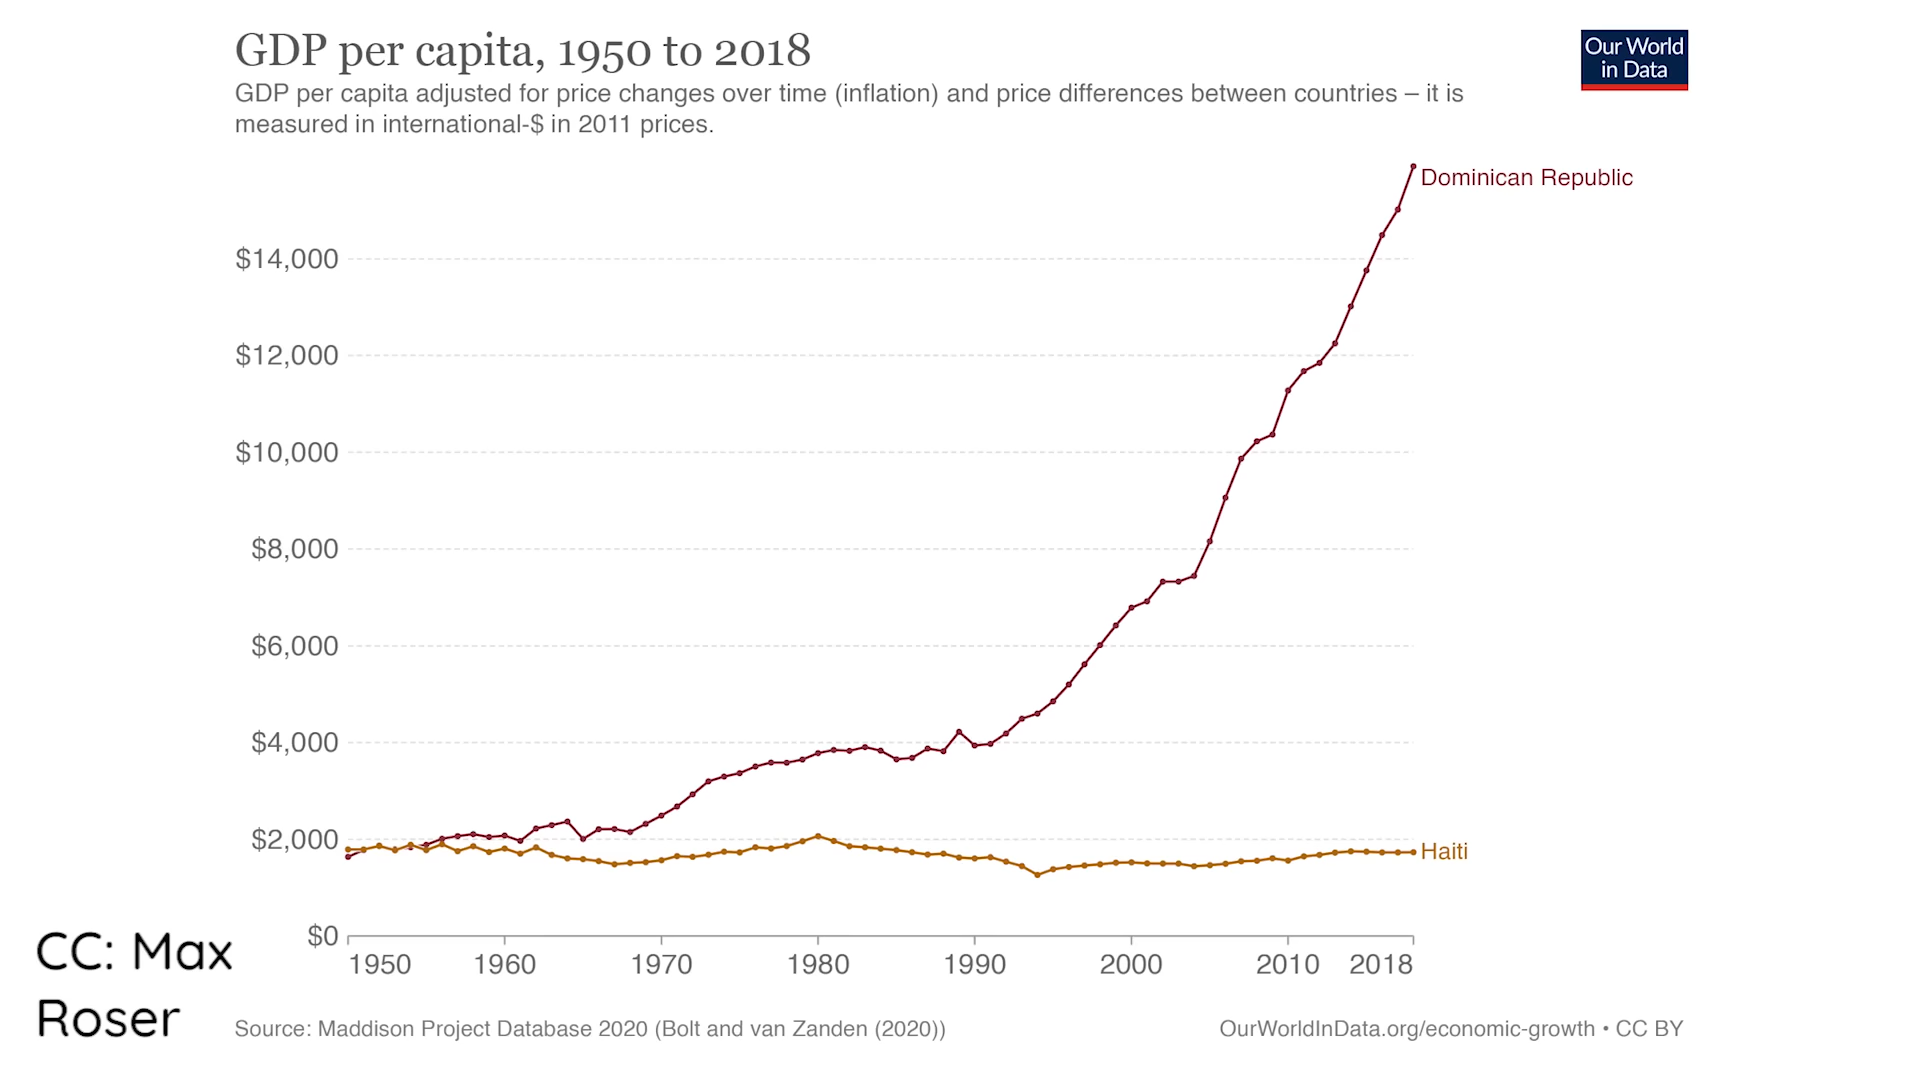 GDP per capita, 1950 to 2018
Our World
in Data
GDP per capita adjusted for price changes over time (inflation) and price differences between countries – it is
measured in international-$ in 2011 prices.
Dominican Republic
$14,000
$12,000
$10,000
$8,000
$6,000
$4,000
$2,000
Haiti
$0
1950 1960 1970 1980 1990 2000 2010 2018
CC: Max
Roser
Source: Maddison Project Database 2020 (Bolt and van Zanden (2020))
OurWorldInData.org/economic-growth • CC BY